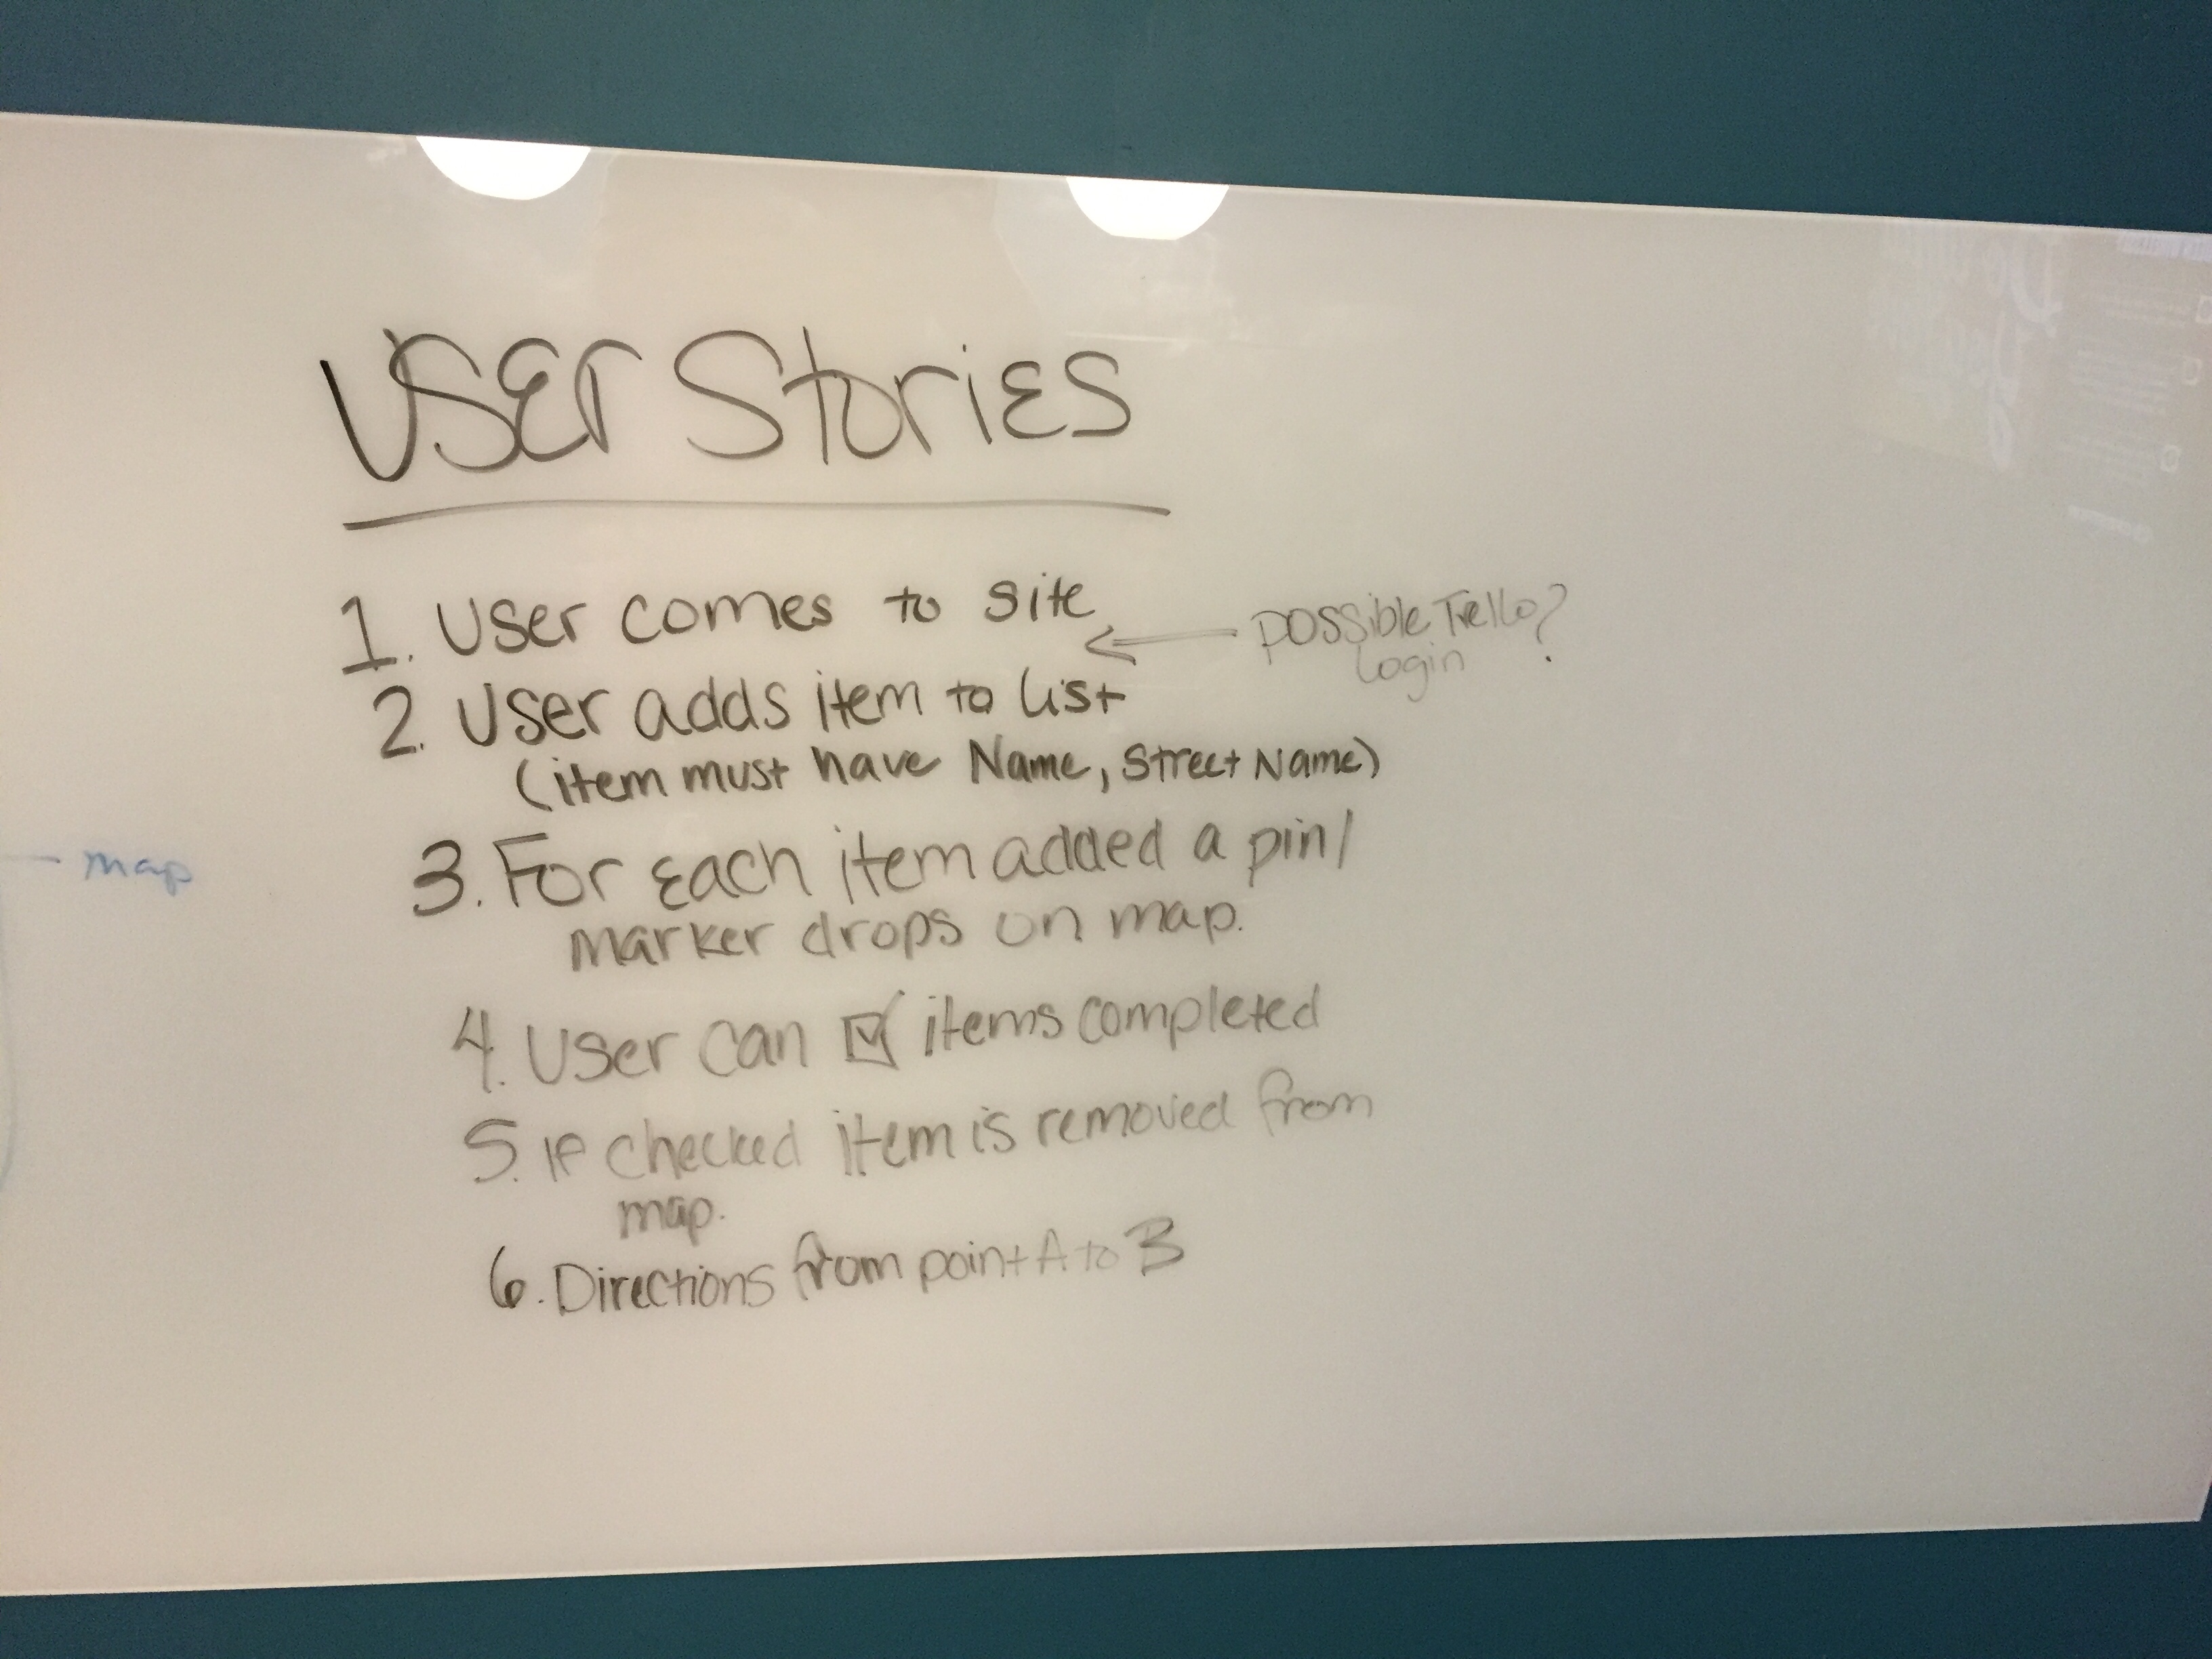 User Stories
1. User comes to site
possible Trello?
login
2. User adds item to list
(item must have Name, Street Name)
3. For each item added a pin/
marker drops on map.
4. User can ☑ items completed
5. If checked item is removed from
map.
6. Directions from point A to B
map